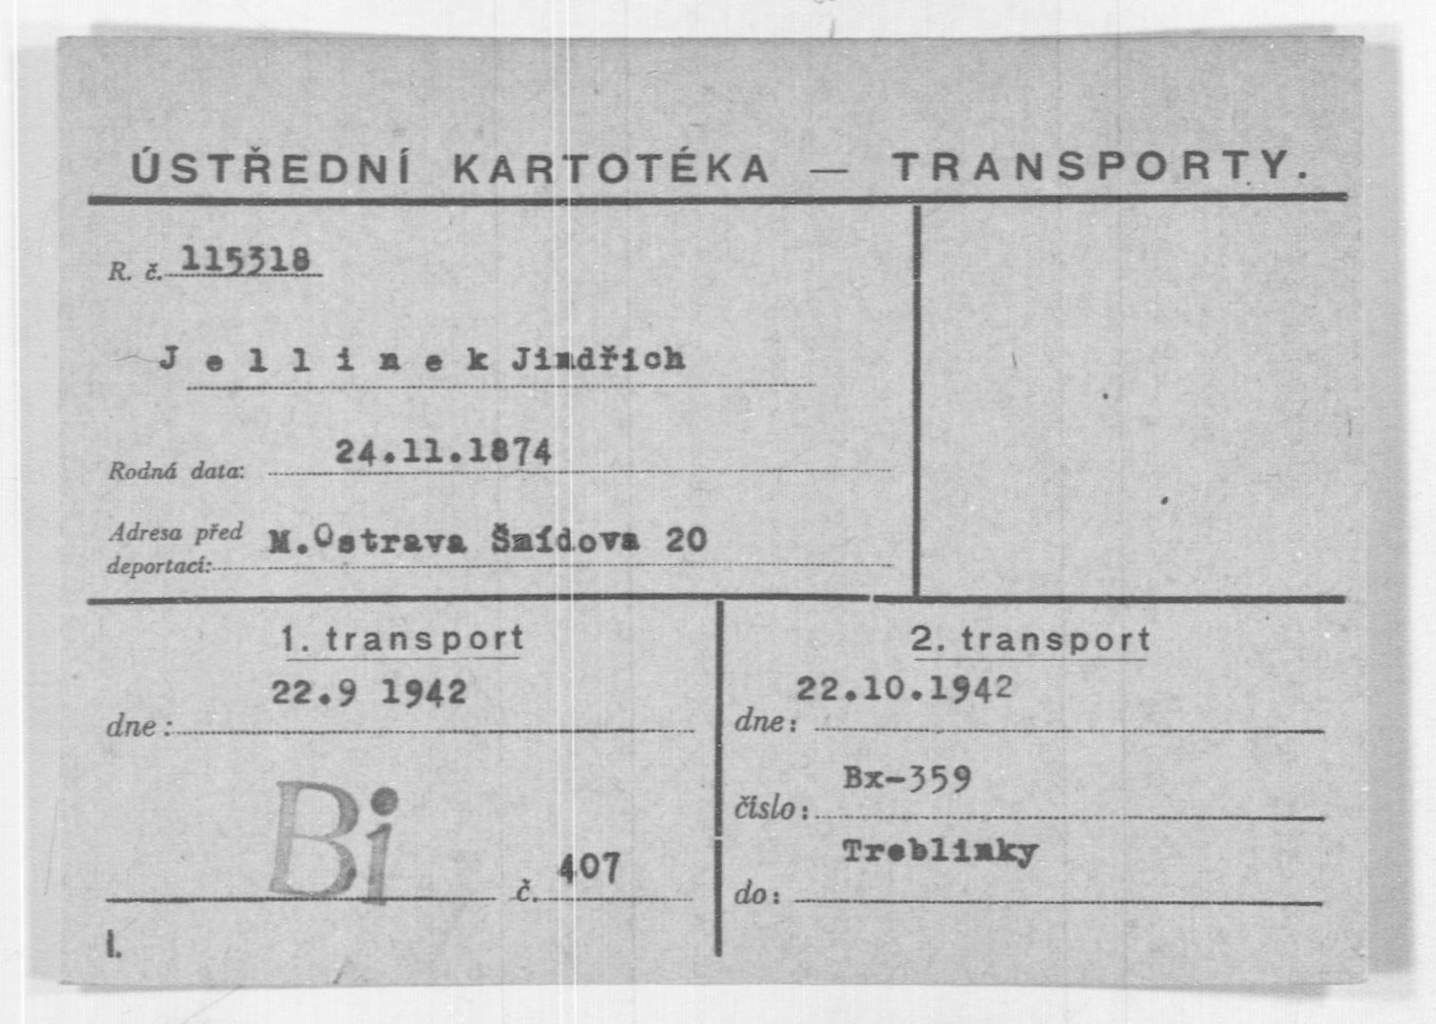 ÚSTŘEDNÍ KARTOTÉKA — TRANSPORTY.
R. č. 115318
Jellinek Jindřich
Rodná data: 24.11.1874
Adresa před deportací: M.Ostrava Šmídova 20
1. transport
dne: 22.9 1942
Bi č. 407
I.
2. transport
dne: 22.10.1942
číslo: Bx-359
do: Treblinky